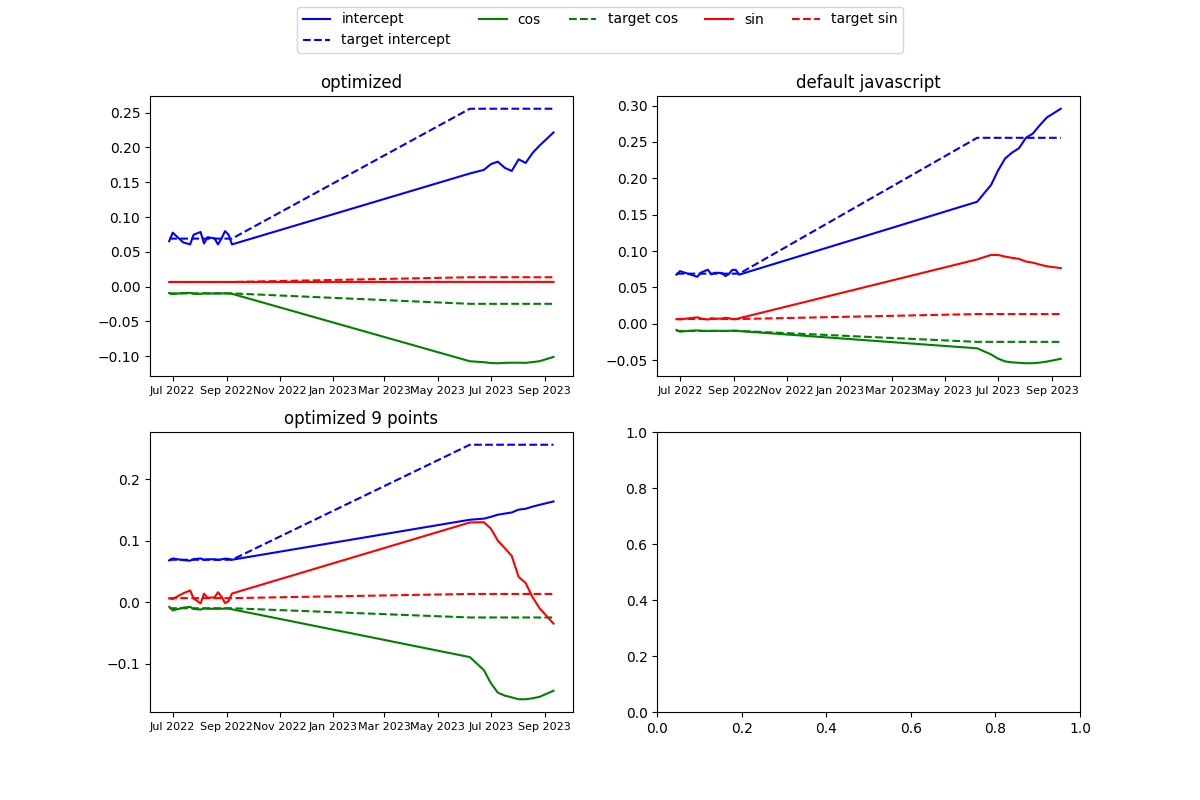 intercept cos target cos sin target sin
target intercept
optimized
0.25
0.20
0.15
0.10
0.05
0.00
−0.05
−0.10
Jul 2022 Sep 2022 Nov 2022 Jan 2023 Mar 2023 May 2023 Jul 2023 Sep 2023
default javascript
0.30
0.25
0.20
0.15
0.10
0.05
0.00
−0.05
Jul 2022 Sep 2022 Nov 2022 Jan 2023 Mar 2023 May 2023 Jul 2023 Sep 2023
optimized 9 points
0.2
0.1
0.0
−0.1
Jul 2022 Sep 2022 Nov 2022 Jan 2023 Mar 2023 May 2023 Jul 2023 Sep 2023
1.0
0.8
0.6
0.4
0.2
0.0
0.0 0.2 0.4 0.6 0.8 1.0